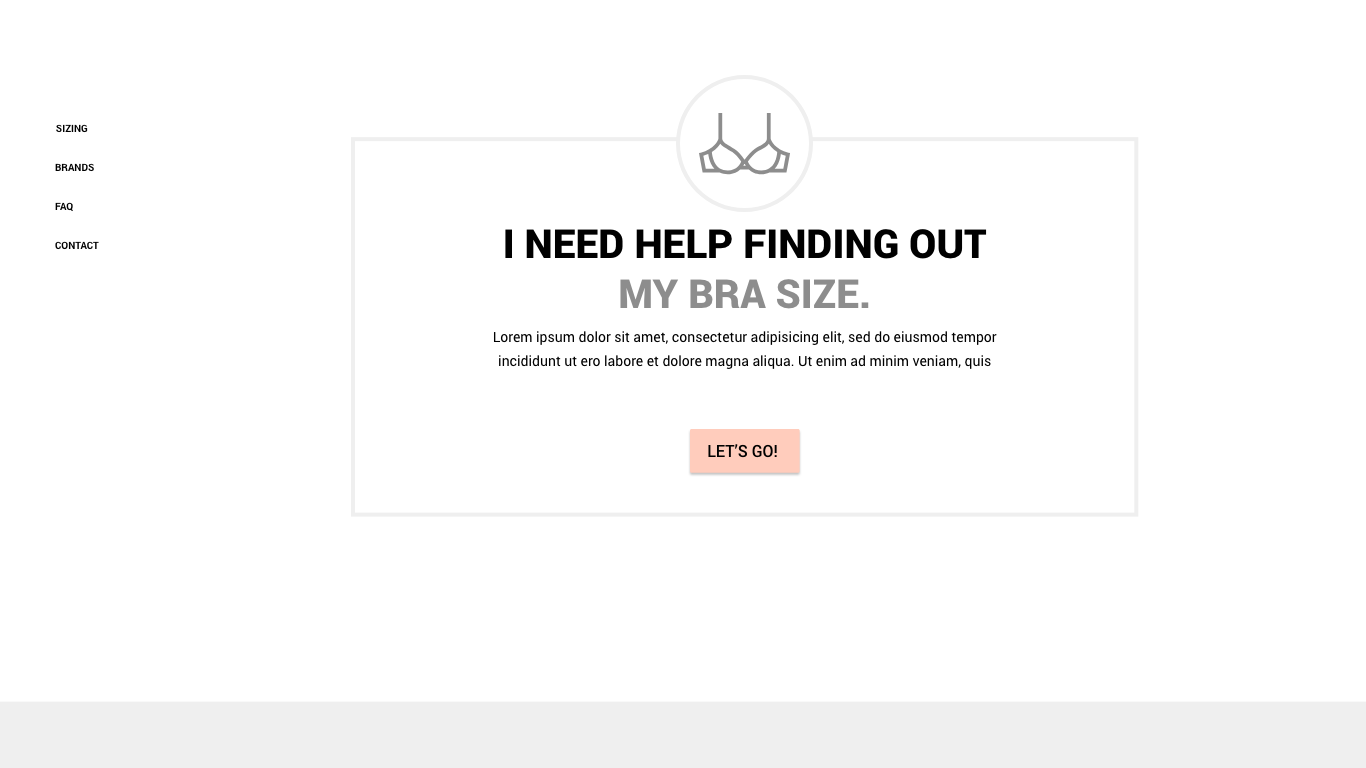 SIZING
BRANDS
FAQ
CONTACT
I NEED HELP FINDING OUT
MY BRA SIZE.
Lorem ipsum dolor sit amet, consectetur adipisicing elit, sed do eiusmod tempor
incididunt ut ero labore et dolore magna aliqua. Ut enim ad minim veniam, quis
LET'S GO!